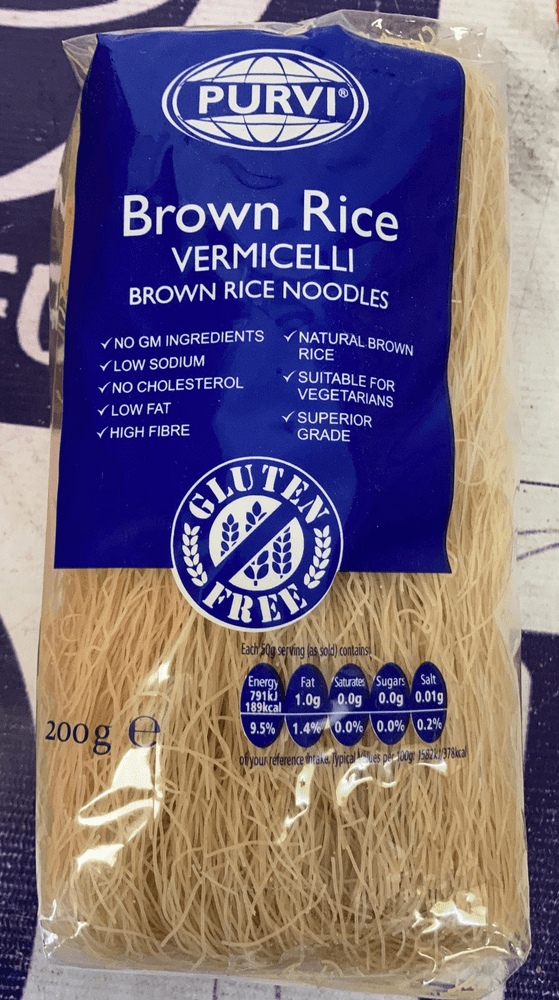 PURVI®
Brown Rice
VERMICELLI
BROWN RICE NOODLES
✓ NO GM INGREDIENTS
✓ LOW SODIUM
✓ NO CHOLESTEROL
✓ LOW FAT
✓ HIGH FIBRE
✓ NATURAL BROWN
RICE
✓ SUITABLE FOR
VEGETARIANS
✓ SUPERIOR
GRADE
GLUTEN
FREE
Each 50g serving (as sold) contains:
Energy Fat Saturates Sugars Salt
791kJ 1.0g 0.0g 0.0g 0.01g
189kcal
9.5% 1.4% 0.0% 0.0% 0.2%
of your reference intake. Typical values per 100g: 1582kJ/378kcal
200g ℮